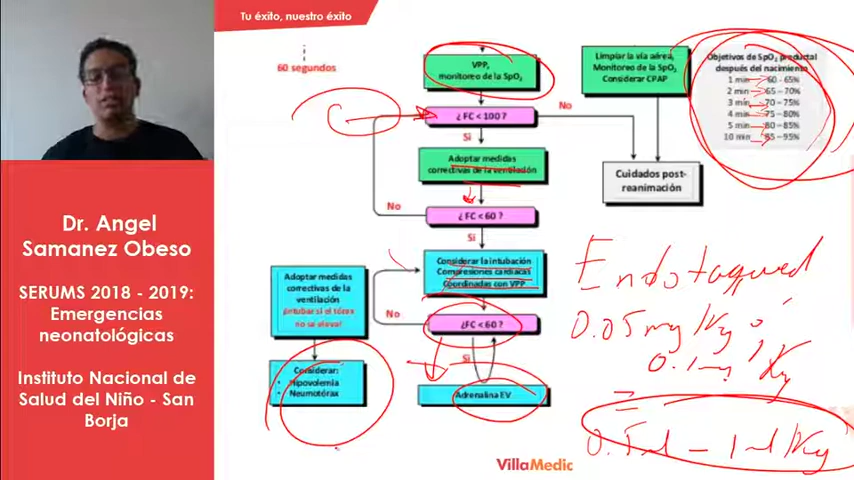 Tu éxito, nuestro éxito
Dr. Angel
Samanez Obeso
SERUMS 2018 - 2019:
Emergencias
neonatológicas
Instituto Nacional de
Salud del Niño - San
Borja
60 segundos
VPP,
monitoreo de la SpO₂
¿ FC < 100 ?
No
Si
Adoptar medidas
correctivas de la ventilación
No
¿ FC < 60 ?
Si
Considerar la intubación
Compresiones cardiacas
Coordinadas con VPP
No
¿FC < 60 ?
Si
Adrenalina EV
Adoptar medidas
correctivas de la
ventilación
¡Intubar si el tórax
no se eleva!
Considerar:
• Hipovolemia
• Neumotórax
Limpiar la vía aérea,
Monitoreo de la SpO₂
Considerar CPAP
Cuidados post-
reanimación
Objetivos de SpO₂ preductal
después del nacimiento
1 min 60 - 65%
2 min 65 – 70%
3 min 70 – 75%
4 min 75 – 80%
5 min 80 – 85%
10 min 85 – 95%
0.05 mg/Kg
0.1 mg/Kg
0.5 ml - 1 ml/Kg
VillaMedic